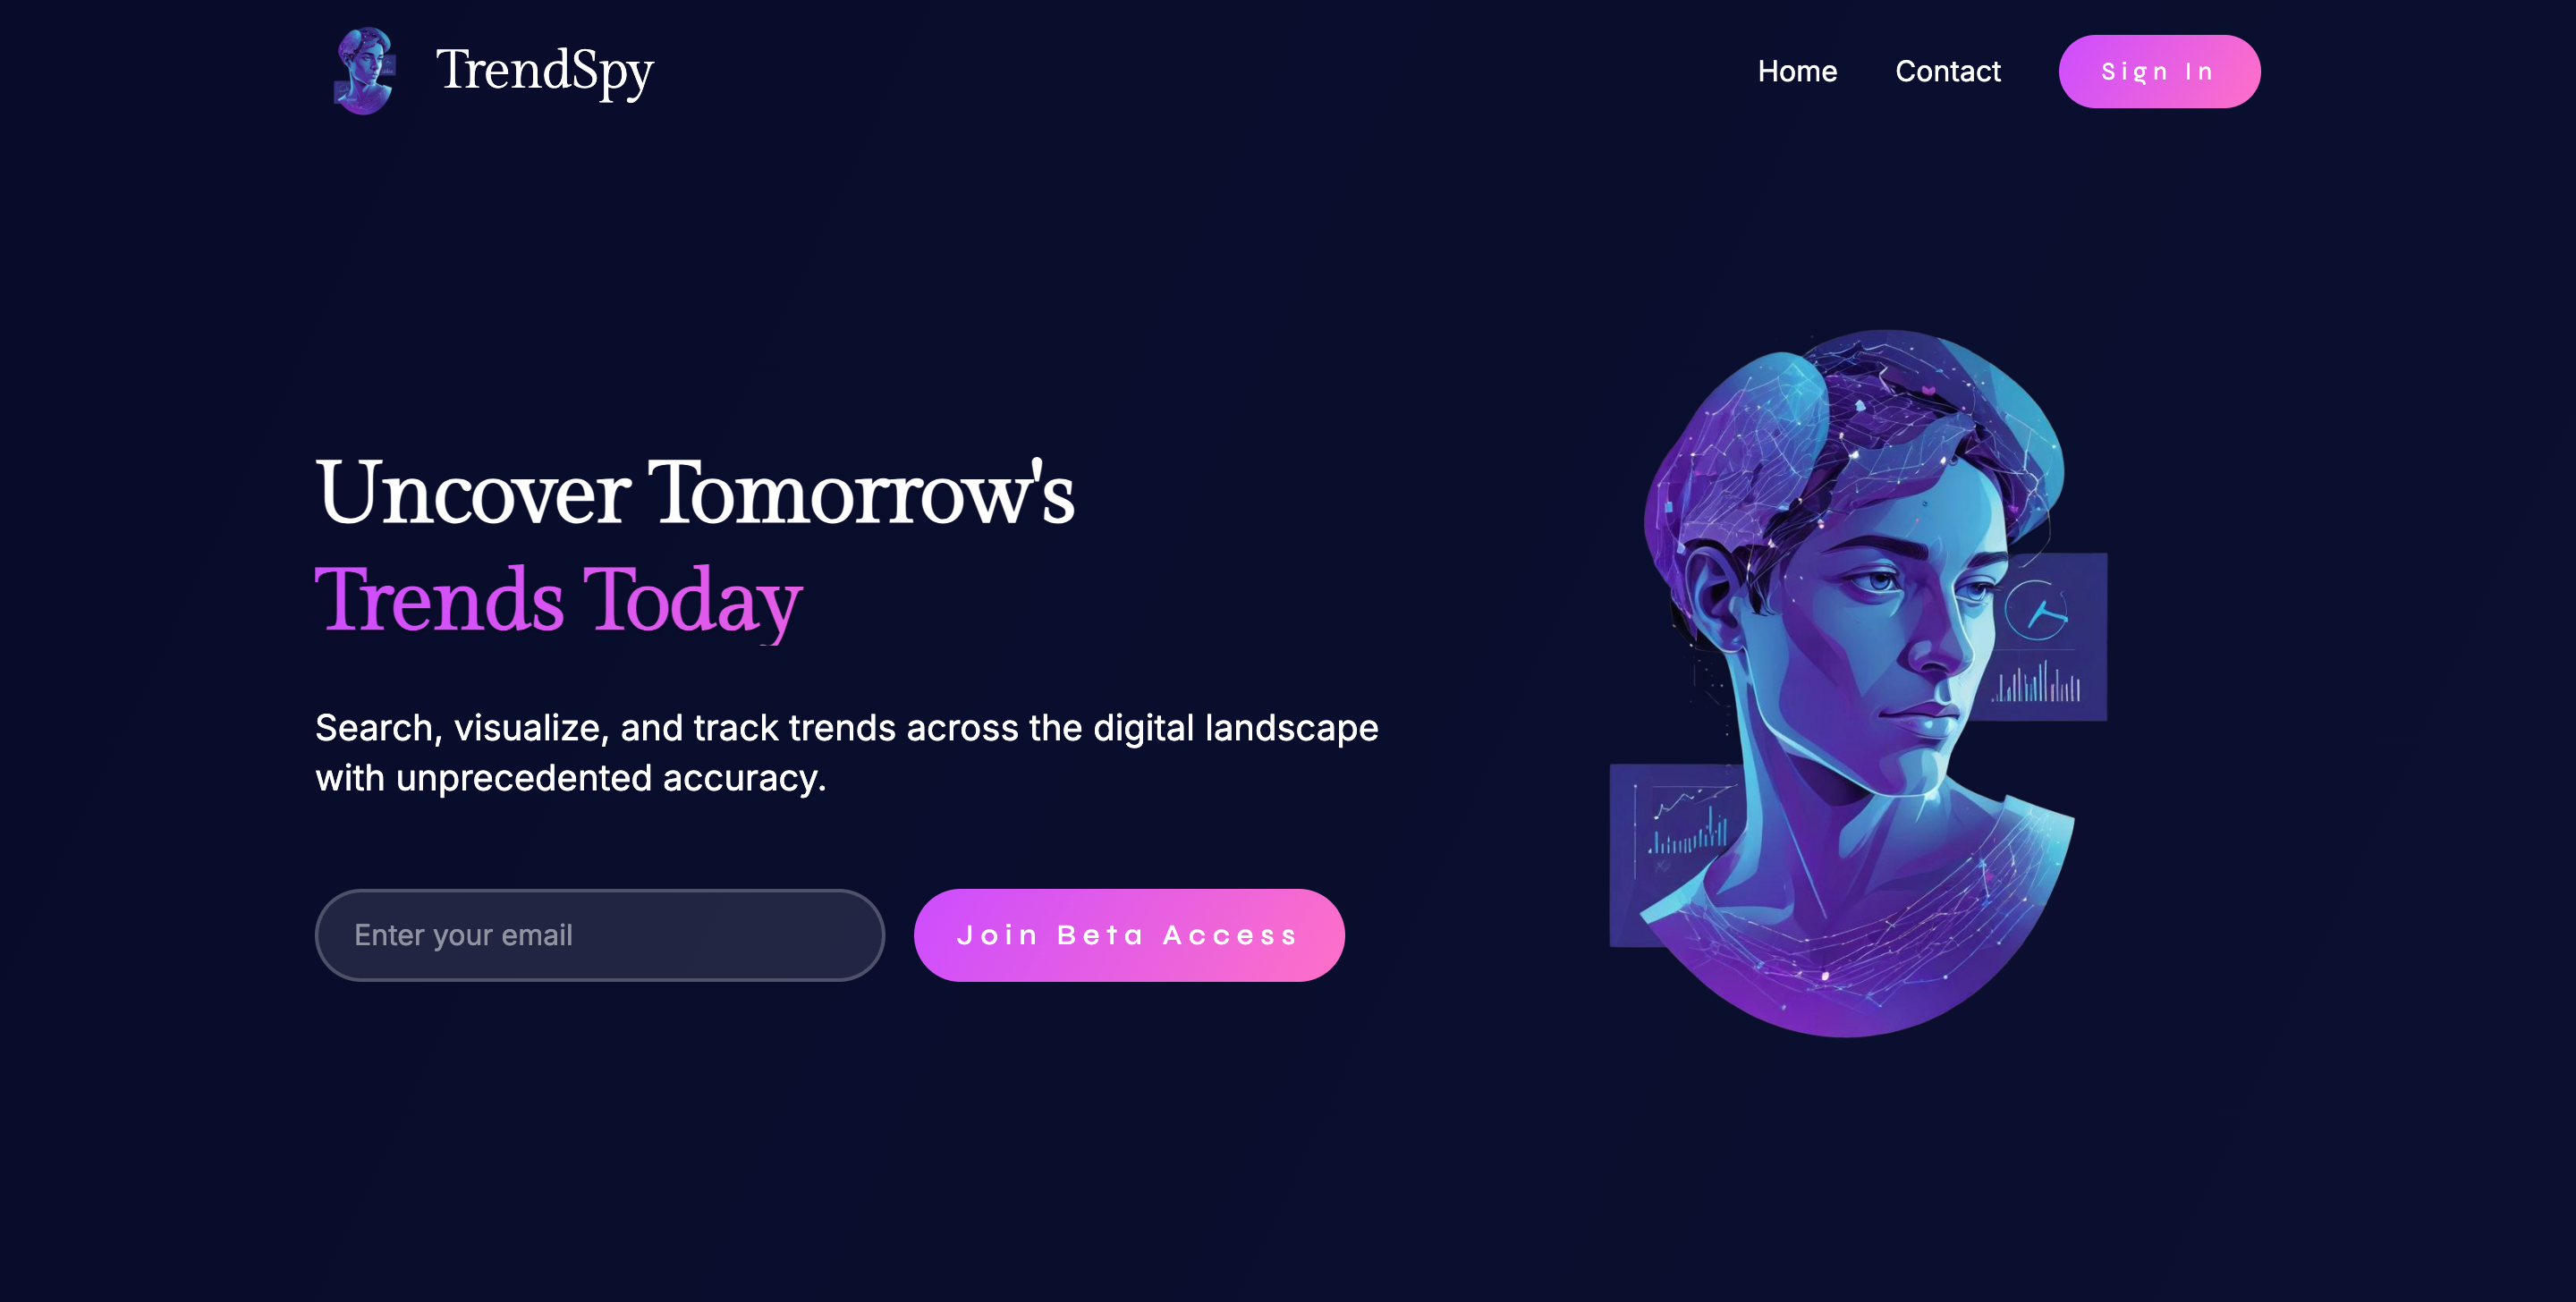 TrendSpy
Home
Contact
Sign In
Uncover Tomorrow's
Trends Today
Search, visualize, and track trends across the digital landscape
with unprecedented accuracy.
Enter your email
Join Beta Access